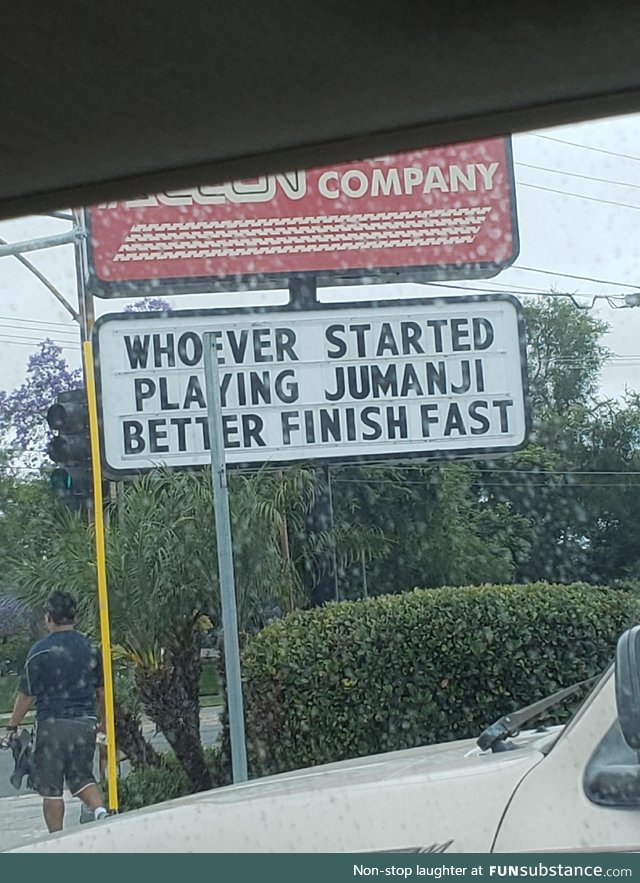 COMPANY
WHOEVER STARTED
PLAYING JUMANJI
BETTER FINISH FAST
Non-stop laughter at FUNsubstance.com